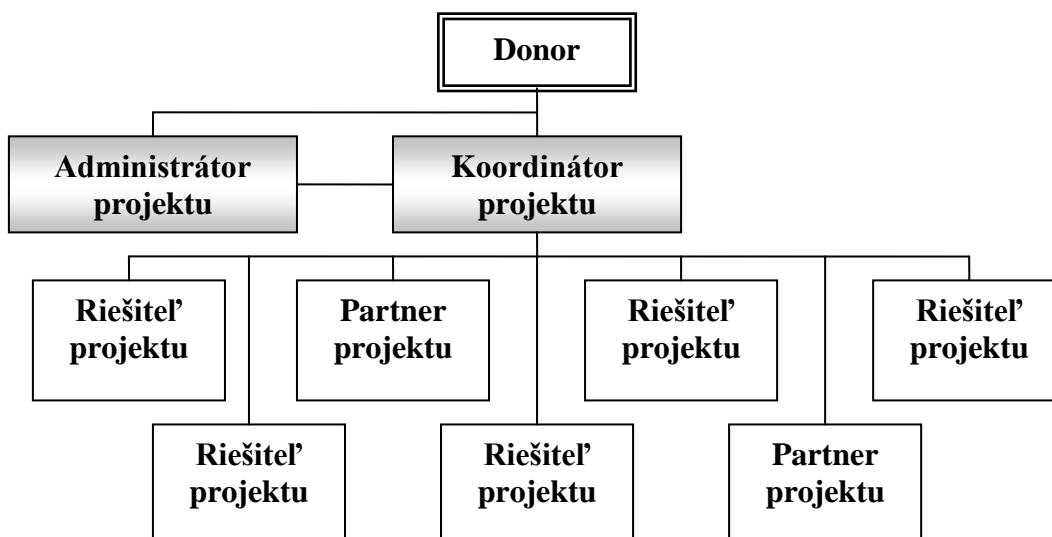 Donor
Administrátor
projektu
Koordinátor
projektu
Riešiteľ
projektu
Partner
projektu
Riešiteľ
projektu
Riešiteľ
projektu
Riešiteľ
projektu
Riešiteľ
projektu
Partner
projektu